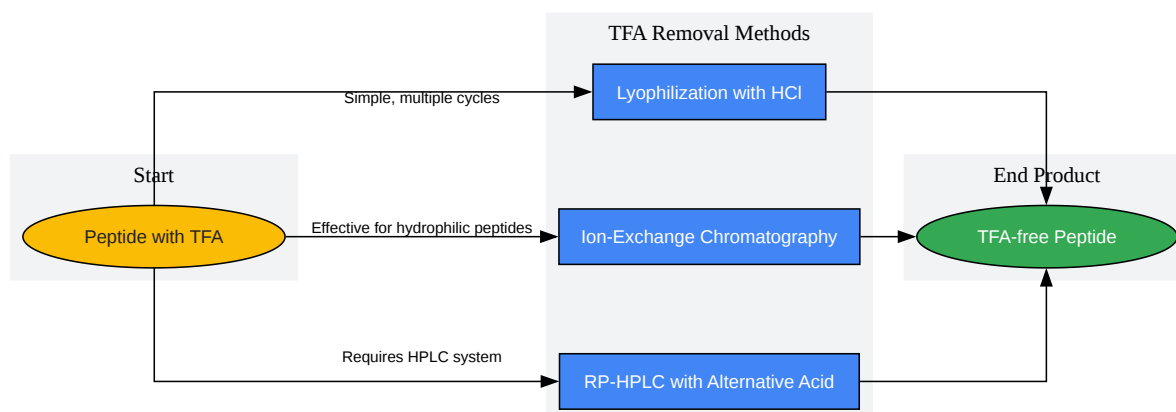 TFA Removal Methods
Simple, multiple cycles
Lyophilization with HCl
Start
End Product
Peptide with TFA
Effective for hydrophilic peptides
Ion-Exchange Chromatography
TFA-free Peptide
Requires HPLC system
RP-HPLC with Alternative Acid